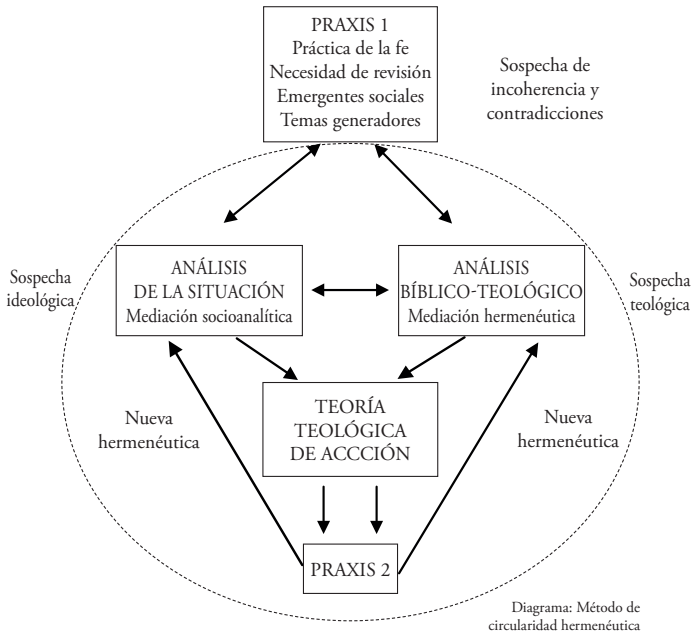 PRAXIS 1
Práctica de la fe
Necesidad de revisión
Emergentes sociales
Temas generadores
Sospecha de
incoherencia y
contradicciones
Sospecha
ideológica
ANÁLISIS
DE LA SITUACIÓN
Mediación socioanalítica
ANÁLISIS
BÍBLICO-TEOLÓGICO
Mediación hermenéutica
Sospecha
teológica
Nueva
hermenéutica
TEORÍA
TEOLÓGICA
DE ACCCIÓN
Nueva
hermenéutica
PRAXIS 2
Diagrama: Método de
circularidad hermenéutica